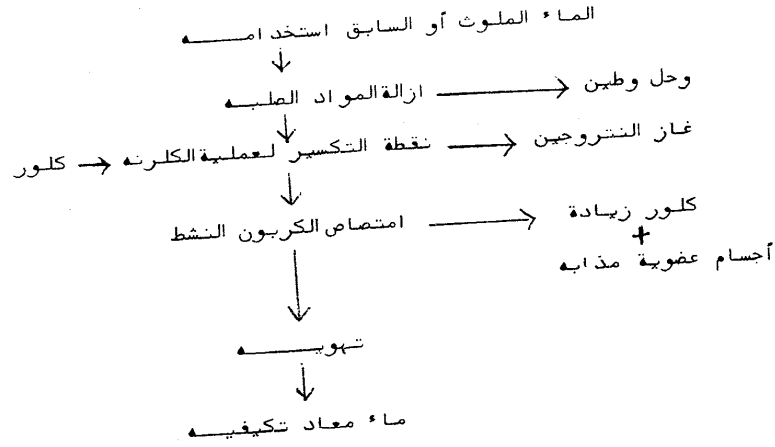 الماء الملوث أو السابق استخدامه
ازالة المواد الصلبه
وحل وطين
كلور
نقطة التكسير لعملية الكلرنه
غاز النتروجين
امتصاص الكربون النشط
كلور زيادة
+
أجسام عضوية مذابه
تهويه
ماء معاد تكيفيه